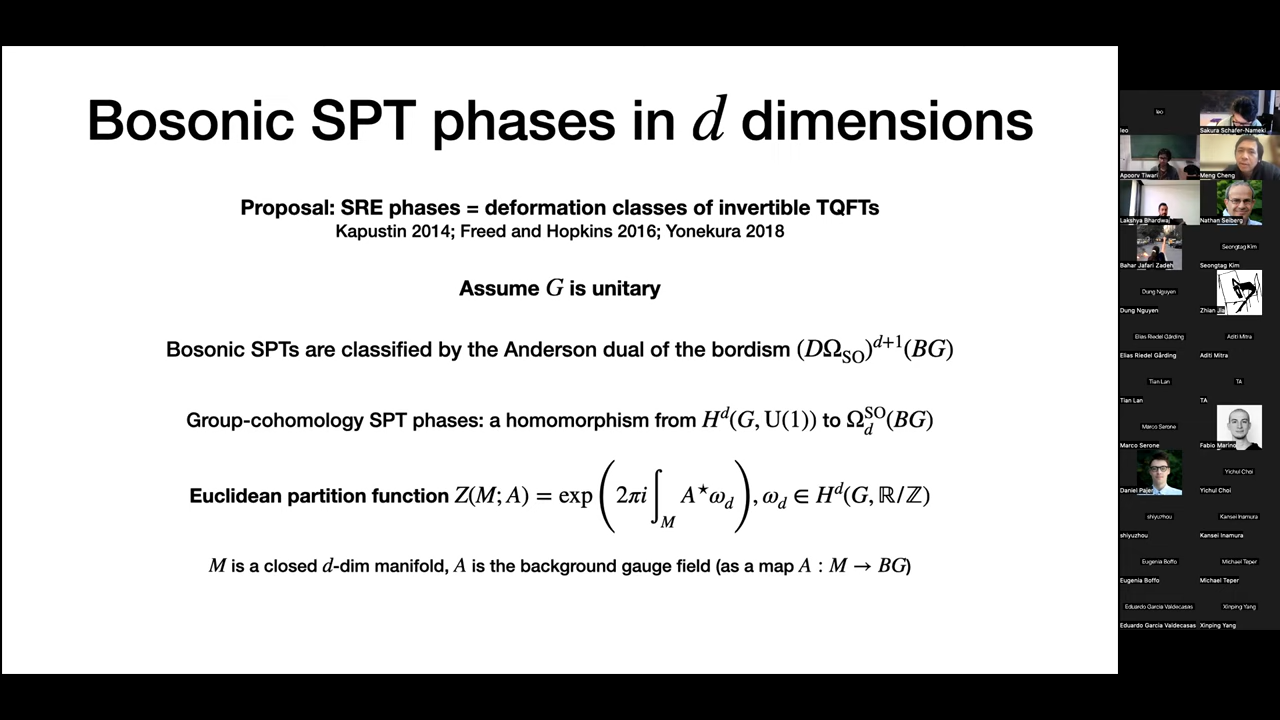 Bosonic SPT phases in d dimensions
Proposal: SRE phases = deformation classes of invertible TQFTs
Kapustin 2014; Freed and Hopkins 2016; Yonekura 2018
Assume G is unitary
Bosonic SPTs are classified by the Anderson dual of the bordism (DΩ_SO)^{d+1}(BG)
Group-cohomology SPT phases: a homomorphism from H^d(G, U(1)) to Ω_d^{SO}(BG)
Euclidean partition function Z(M; A) = exp(2πi ∫_M A^⋆ω_d), ω_d ∈ H^d(G, ℝ/ℤ)
M is a closed d-dim manifold, A is the background gauge field (as a map A : M → BG)
leo
leo
Sakura Schafer-Nameki
Apoorv Tiwari
Meng Cheng
Lakshya Bhardwaj
Nathan Seiberg
Bahar Jafari Zadeh
Seongtag Kim
Seongtag Kim
Dung Nguyen
Dung Nguyen
Zhian Jia
Elias Riedel Gårding
Elias Riedel Gårding
Aditi Mitra
Aditi Mitra
Tian Lan
Tian Lan
TA
TA
Marco Serone
Marco Serone
Fabio Marino
Daniel Pajer
Yichul Choi
Yichul Choi
shiyuzhou
shiyuzhou
Kansei Inamura
Kansei Inamura
Eugenia Boffo
Eugenia Boffo
Michael Teper
Michael Teper
Eduardo Garcia Valdecasas
Eduardo Garcia Valdecasas
Xinping Yang
Xinping Yang